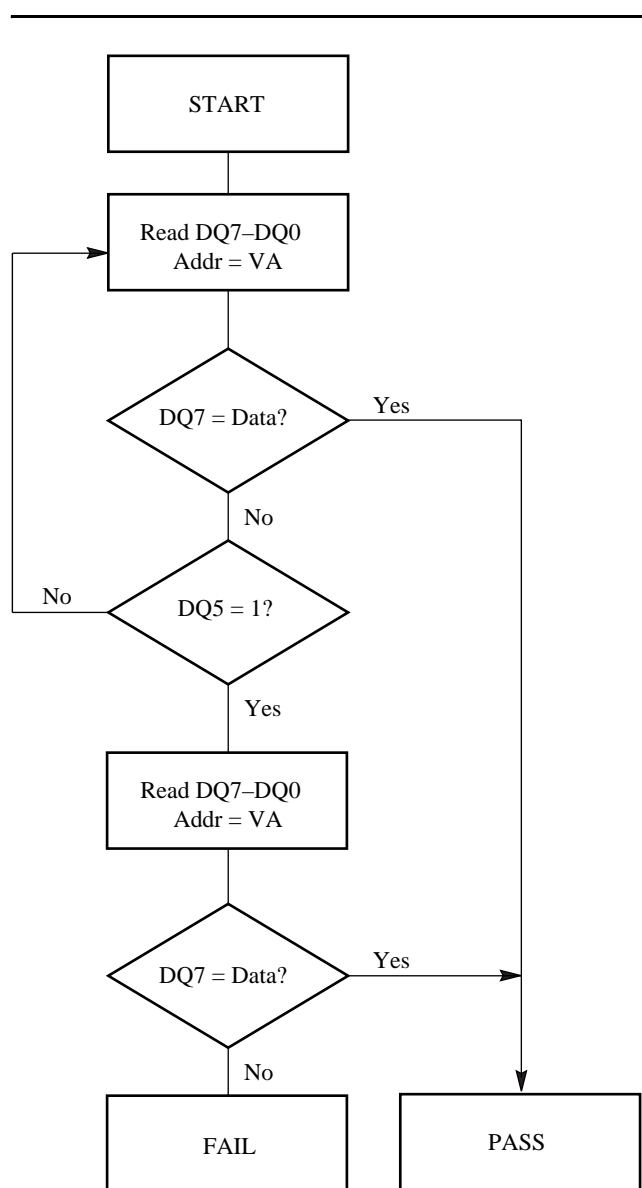 START
Read DQ7–DQ0
Addr = VA
DQ7 = Data?
Yes
No
DQ5 = 1?
No
Yes
Read DQ7–DQ0
Addr = VA
DQ7 = Data?
Yes
No
FAIL
PASS